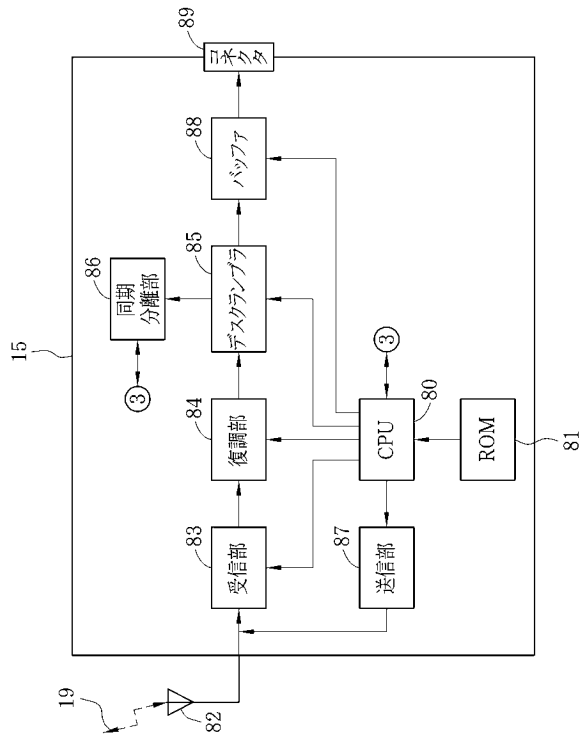 15
19
82
受信部
83
復調部
84
デスクランブラ
85
同期
分離部
86
③
バッファ
88
コネクタ
89
送信部
87
CPU
80
③
ROM
81